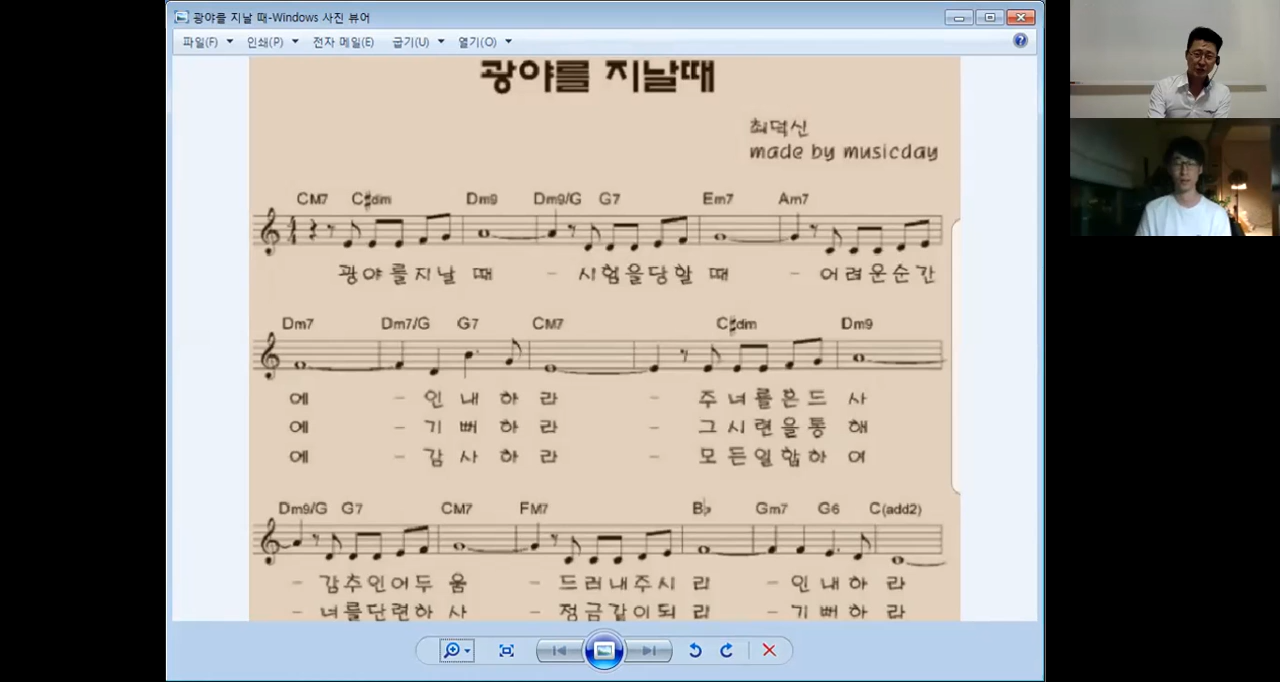 광야를 지날 때-Windows 사진 뷰어
파일(F) 인쇄(P) 전자 메일(E) 굽기(U) 열기(O)
광야를 지날때
최덕신
made by musicday
CM7 C#dim Dm9 Dm9/G G7 Em7 Am7
광야를지날 때 - 시험을당할 때 - 어려운순간
Dm7 Dm7/G G7 CM7 C#dim Dm9
에 - 인내하라 - 주녀를흔드 사
에 - 기뻐하라 - 그시련을통 해
에 - 감사하라 - 모든일합하 여
Dm9/G G7 CM7 FM7 B♭ Gm7 G6 C(add2)
- 감추인어두 움 - 드러내주시 리 - 인내하라
- 너를단련하 사 - 정금같이되 리 - 기뻐하라